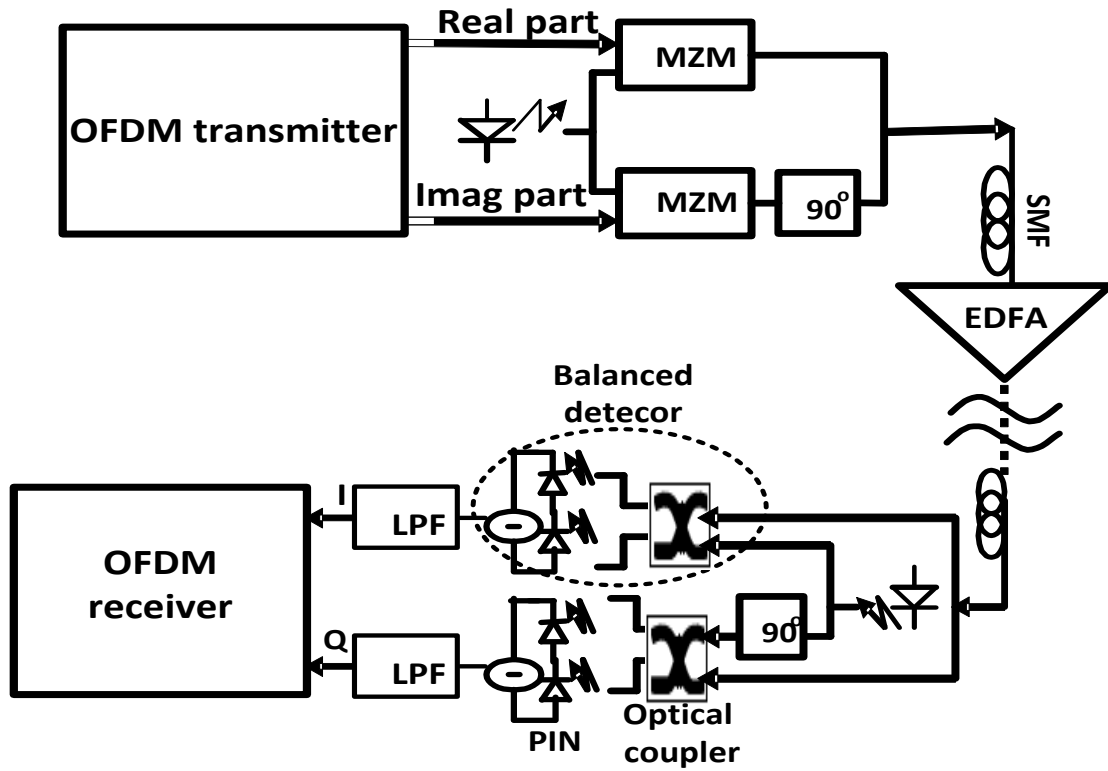 Real part
MZM
OFDM transmitter
Imag part
MZM
90°
SMF
EDFA
Balanced
detecor
I
LPF
-
OFDM
receiver
90°
Q
LPF
-
PIN
Optical
coupler